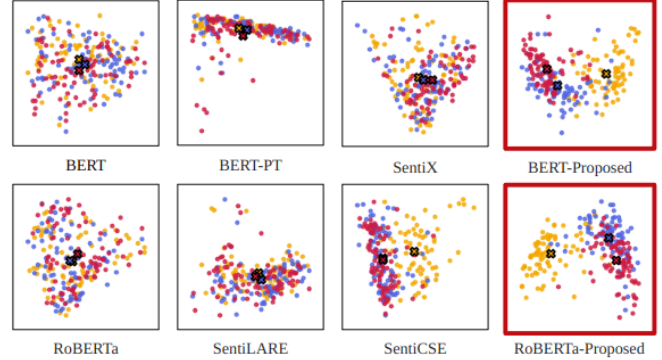 BERT
BERT-PT
SentiX
BERT-Proposed
RoBERTa
SentiLARE
SentiCSE
RoBERTa-Proposed